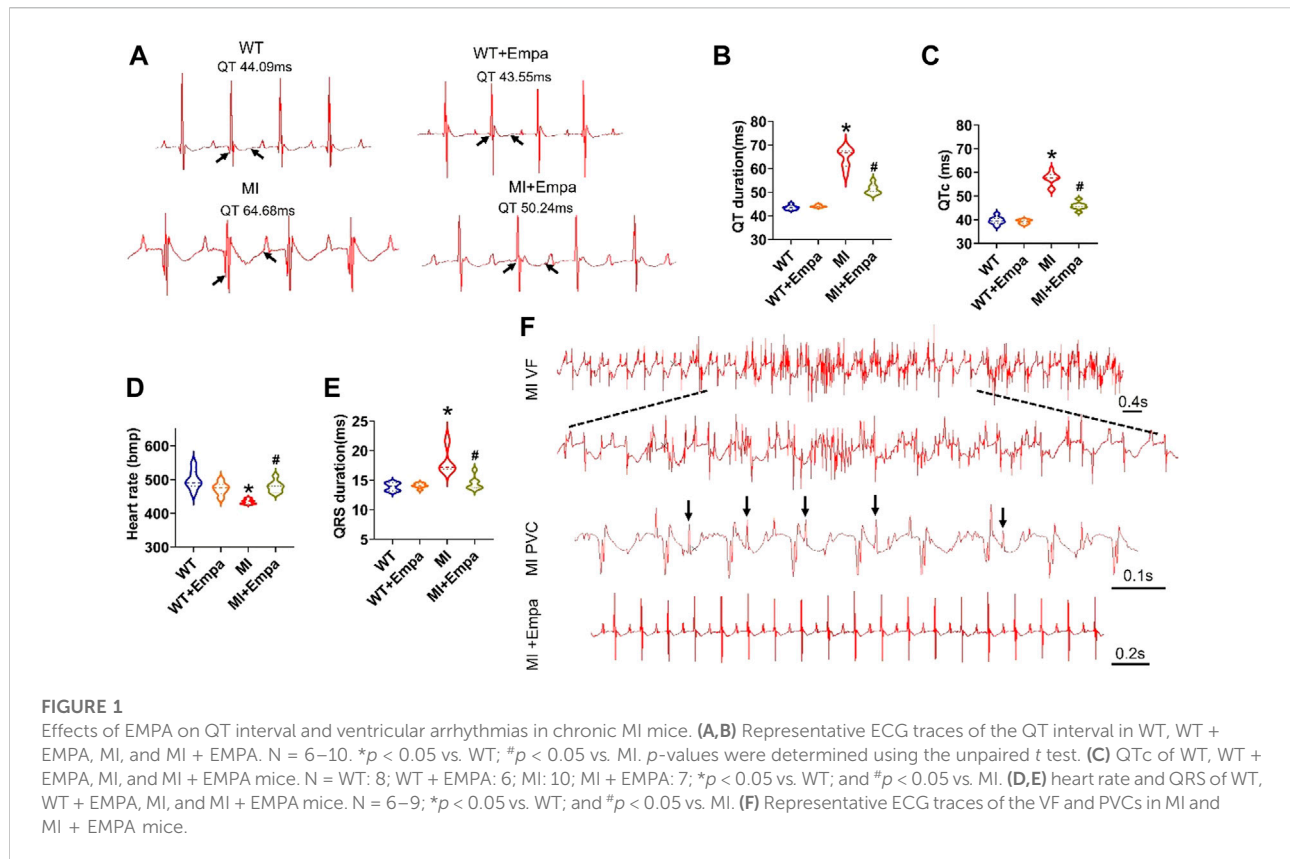 A
WT
QT 44.09ms
WT+Empa
QT 43.55ms
MI
QT 64.68ms
MI+Empa
QT 50.24ms
B
QT duration(ms)
80
70
60
50
40
30
*
#
WT
WT+Empa
MI
MI+Empa
C
QTc (ms)
80
70
60
50
40
30
*
#
WT
WT+Empa
MI
MI+Empa
D
Heart rate (bmp)
600
500
400
300
*
#
WT
WT+Empa
MI
MI+Empa
E
QRS duration(ms)
25
20
15
10
5
*
#
WT
WT+Empa
MI
MI+Empa
F
MI VF
0.4s
MI PVC
0.1s
MI +Empa
0.2s
FIGURE 1
Effects of EMPA on QT interval and ventricular arrhythmias in chronic MI mice. (A,B) Representative ECG traces of the QT interval in WT, WT +
EMPA, MI, and MI + EMPA. N = 6–10. *p < 0.05 vs. WT; #p < 0.05 vs. MI. p-values were determined using the unpaired t test. (C) QTc of WT, WT +
EMPA, MI, and MI + EMPA mice. N = WT: 8; WT + EMPA: 6; MI: 10; MI + EMPA: 7; *p < 0.05 vs. WT; and #p < 0.05 vs. MI. (D,E) heart rate and QRS of WT,
WT + EMPA, MI, and MI + EMPA mice. N = 6–9; *p < 0.05 vs. WT; and #p < 0.05 vs. MI. (F) Representative ECG traces of the VF and PVCs in MI and
MI + EMPA mice.